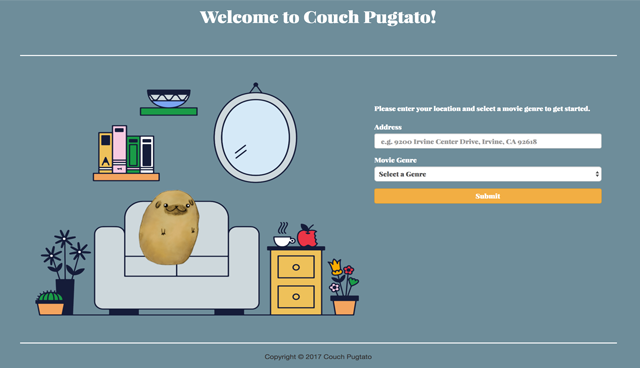 Welcome to Couch Pugtato!
Please enter your location and select a movie genre to get started.
Address
e.g. 9200 Irvine Center Drive, Irvine, CA 92618
Movie Genre
Select a Genre
Submit
Copyright © 2017 Couch Pugtato